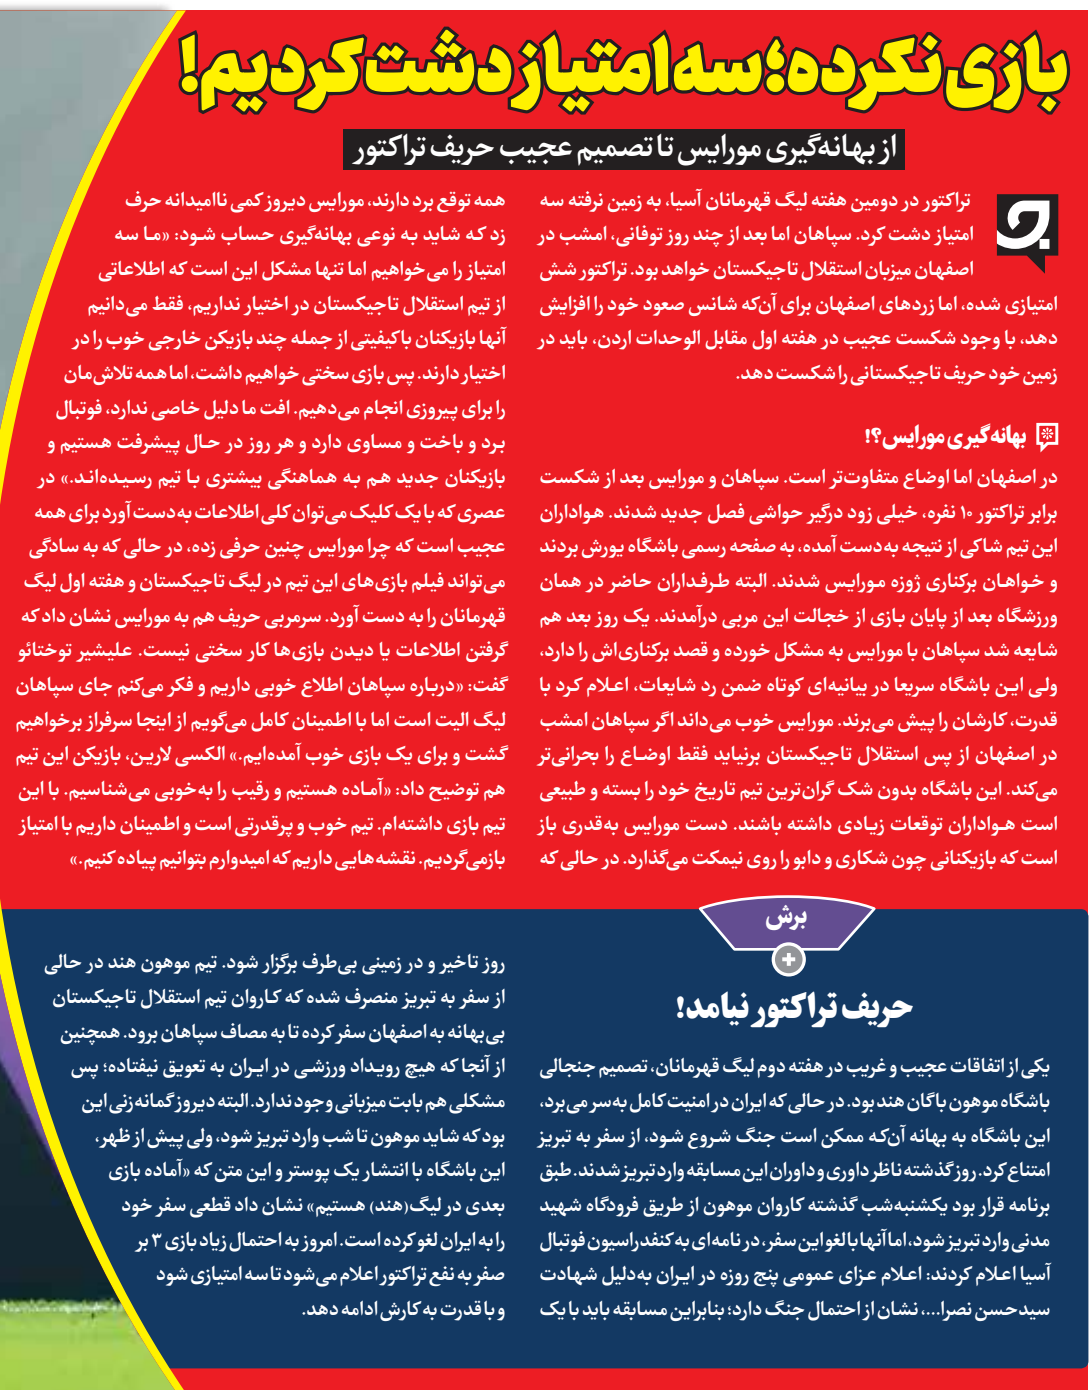 بازی نکرده؛ سه امتیاز دشت کردیم!
از بهانه‌گیری مورایس تا تصمیم عجیب حریف تراکتور
تراکتور در دومین هفته لیگ قهرمانان آسیا، به زمین نرفته سه
امتیاز دشت کرد. سپاهان اما بعد از چند روز توفانی، امشب در
اصفهان میزبان استقلال تاجیکستان خواهد بود. تراکتور شش
امتیازی شده، اما زردهای اصفهان برای آن‌که شانس صعود خود را افزایش
دهد، با وجود شکست عجیب در هفته اول مقابل الوحدات اردن، باید در
زمین خود حریف تاجیکستانی را شکست دهد.
بهانه‌گیری مورایس؟!
در اصفهان اما اوضاع متفاوت‌تر است. سپاهان و مورایس بعد از شکست
برابر تراکتور ۱۰ نفره، خیلی زود درگیر حواشی فصل جدید شدند. هواداران
این تیم شاکی از نتیجه به‌دست آمده، به صفحه رسمی باشگاه یورش بردند
و خواهان برکناری ژوزه مورایس شدند. البته طرفداران حاضر در همان
ورزشگاه بعد از پایان بازی از خجالت این مربی درآمدند. یک روز بعد هم
شایعه شد سپاهان با مورایس به مشکل خورده و قصد برکناری‌اش را دارد،
ولی این باشگاه سریعا در بیانیه‌ای کوتاه ضمن رد شایعات، اعلام کرد با
قدرت، کارشان را پیش می‌برند. مورایس خوب می‌داند اگر سپاهان امشب
در اصفهان از پس استقلال تاجیکستان برنیاید فقط اوضاع را بحرانی‌تر
می‌کند. این باشگاه بدون شک گران‌ترین تیم تاریخ خود را بسته و طبیعی
است هواداران توقعات زیادی داشته باشند. دست مورایس به‌قدری باز
است که بازیکنانی چون شکاری و دابو را روی نیمکت می‌گذارد. در حالی که
همه توقع برد دارند، مورایس دیروز کمی ناامیدانه حرف
زد که شاید به نوعی بهانه‌گیری حساب شود: «ما سه
امتیاز را می‌خواهیم اما تنها مشکل این است که اطلاعاتی
از تیم استقلال تاجیکستان در اختیار نداریم، فقط می‌دانیم
آنها بازیکنان باکیفیتی از جمله چند بازیکن خارجی خوب را در
اختیار دارند. پس بازی سختی خواهیم داشت، اما همه تلاش‌مان
را برای پیروزی انجام می‌دهیم. افت ما دلیل خاصی ندارد، فوتبال
برد و باخت و مساوی دارد و هر روز در حال پیشرفت هستیم و
بازیکنان جدید هم به هماهنگی بیشتری با تیم رسیده‌اند.» در
عصری که با یک کلیک می‌توان کلی اطلاعات به‌دست آورد برای همه
عجیب است که چرا مورایس چنین حرفی زده، در حالی که به سادگی
می‌تواند فیلم بازی‌های این تیم در لیگ تاجیکستان و هفته اول لیگ
قهرمانان را به دست آورد. سرمربی حریف هم به مورایس نشان داد که
گرفتن اطلاعات یا دیدن بازی‌ها کار سختی نیست. علیشیر توختائو
گفت: «درباره سپاهان اطلاع خوبی داریم و فکر می‌کنم جای سپاهان
لیگ الیت است اما با اطمینان کامل می‌گویم از اینجا سرفراز برخواهیم
گشت و برای یک بازی خوب آمده‌ایم.» الکسی لارین، بازیکن این تیم
هم توضیح داد: «آماده هستیم و رقیب را به‌خوبی می‌شناسیم. با این
تیم بازی داشته‌ام. تیم خوب و پرقدرتی است و اطمینان داریم با امتیاز
بازمی‌گردیم. نقشه‌هایی داریم که امیدوارم بتوانیم پیاده کنیم.»
برش
حریف تراکتور نیامد!
یکی از اتفاقات عجیب و غریب در هفته دوم لیگ قهرمانان، تصمیم جنجالی
باشگاه موهون باگان هند بود. در حالی که ایران در امنیت کامل به‌سر می‌برد،
این باشگاه به بهانه آن‌که ممکن است جنگ شروع شود، از سفر به تبریز
امتناع کرد. روز گذشته ناظر داوری و داوران این مسابقه وارد تبریز شدند. طبق
برنامه قرار بود یکشنبه‌شب گذشته کاروان موهون از طریق فرودگاه شهید
مدنی وارد تبریز شود، اما آنها با لغو این سفر، در نامه‌ای به کنفدراسیون فوتبال
آسیا اعلام کردند: اعلام عزای عمومی پنج روزه در ایران به‌دلیل شهادت
سیدحسن نصرا...، نشان از احتمال جنگ دارد؛ بنابراین مسابقه باید با یک
روز تاخیر و در زمینی بی‌طرف برگزار شود. تیم موهون هند در حالی
از سفر به تبریز منصرف شده که کاروان تیم استقلال تاجیکستان
بی‌بهانه به اصفهان سفر کرده تا به مصاف سپاهان برود. همچنین
از آنجا که هیچ رویداد ورزشی در ایران به تعویق نیفتاده؛ پس
مشکلی هم بابت میزبانی وجود ندارد. البته دیروز گمانه‌زنی این
بود که شاید موهون تا شب وارد تبریز شود، ولی پیش از ظهر،
این باشگاه با انتشار یک پوستر و این متن که «آماده بازی
بعدی در لیگ(هند) هستیم» نشان داد قطعی سفر خود
را به ایران لغو کرده است. امروز به احتمال زیاد بازی ۳ بر
صفر به نفع تراکتور اعلام می‌شود تا سه امتیازی شود
و با قدرت به کارش ادامه دهد.